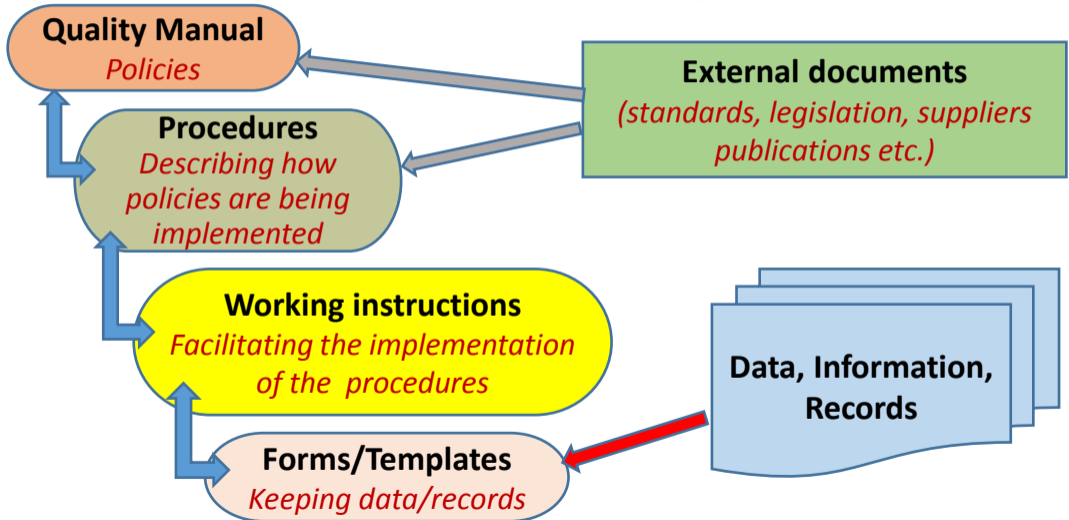 Quality Manual
Policies
External documents
(standards, legislation, suppliers
publications etc.)
Procedures
Describing how
policies are being
implemented
Working instructions
Facilitating the implementation
of the  procedures
Data, Information,
Records
Forms/Templates
Keeping data/records